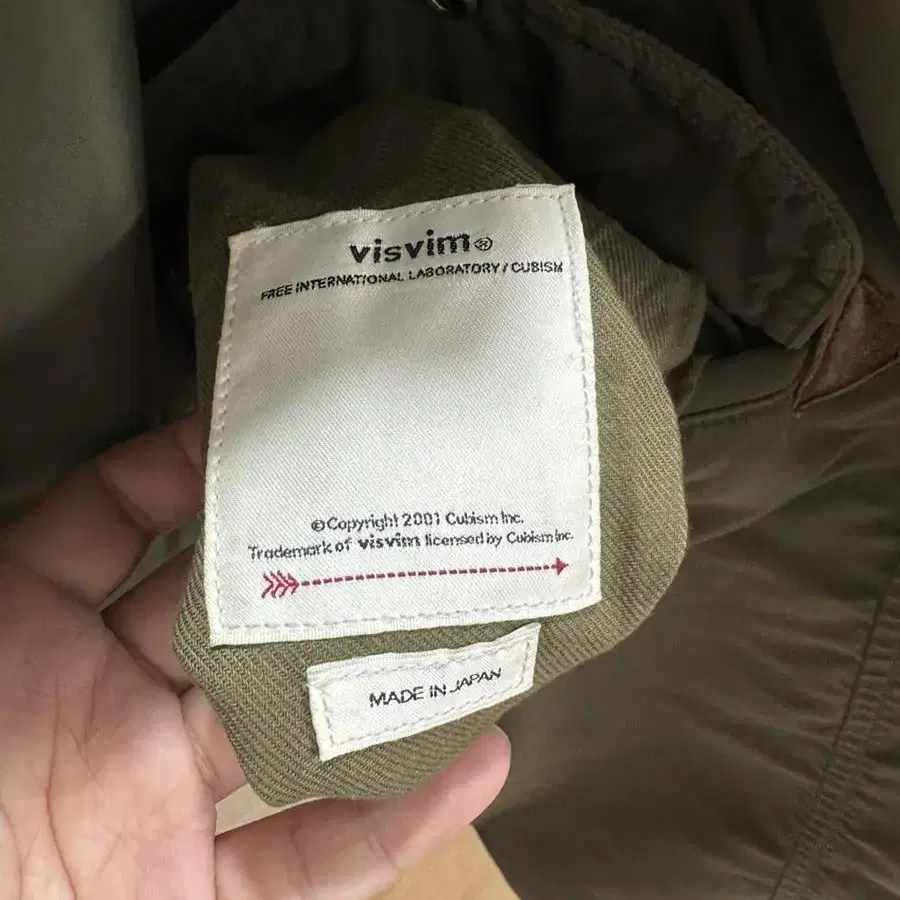 visvim®
FREE INTERNATIONAL LABORATORY / CUBISM
©Copyright 2001 Cubism Inc.
Trademark of visvim licensed by Cubism Inc.
MADE IN JAPAN